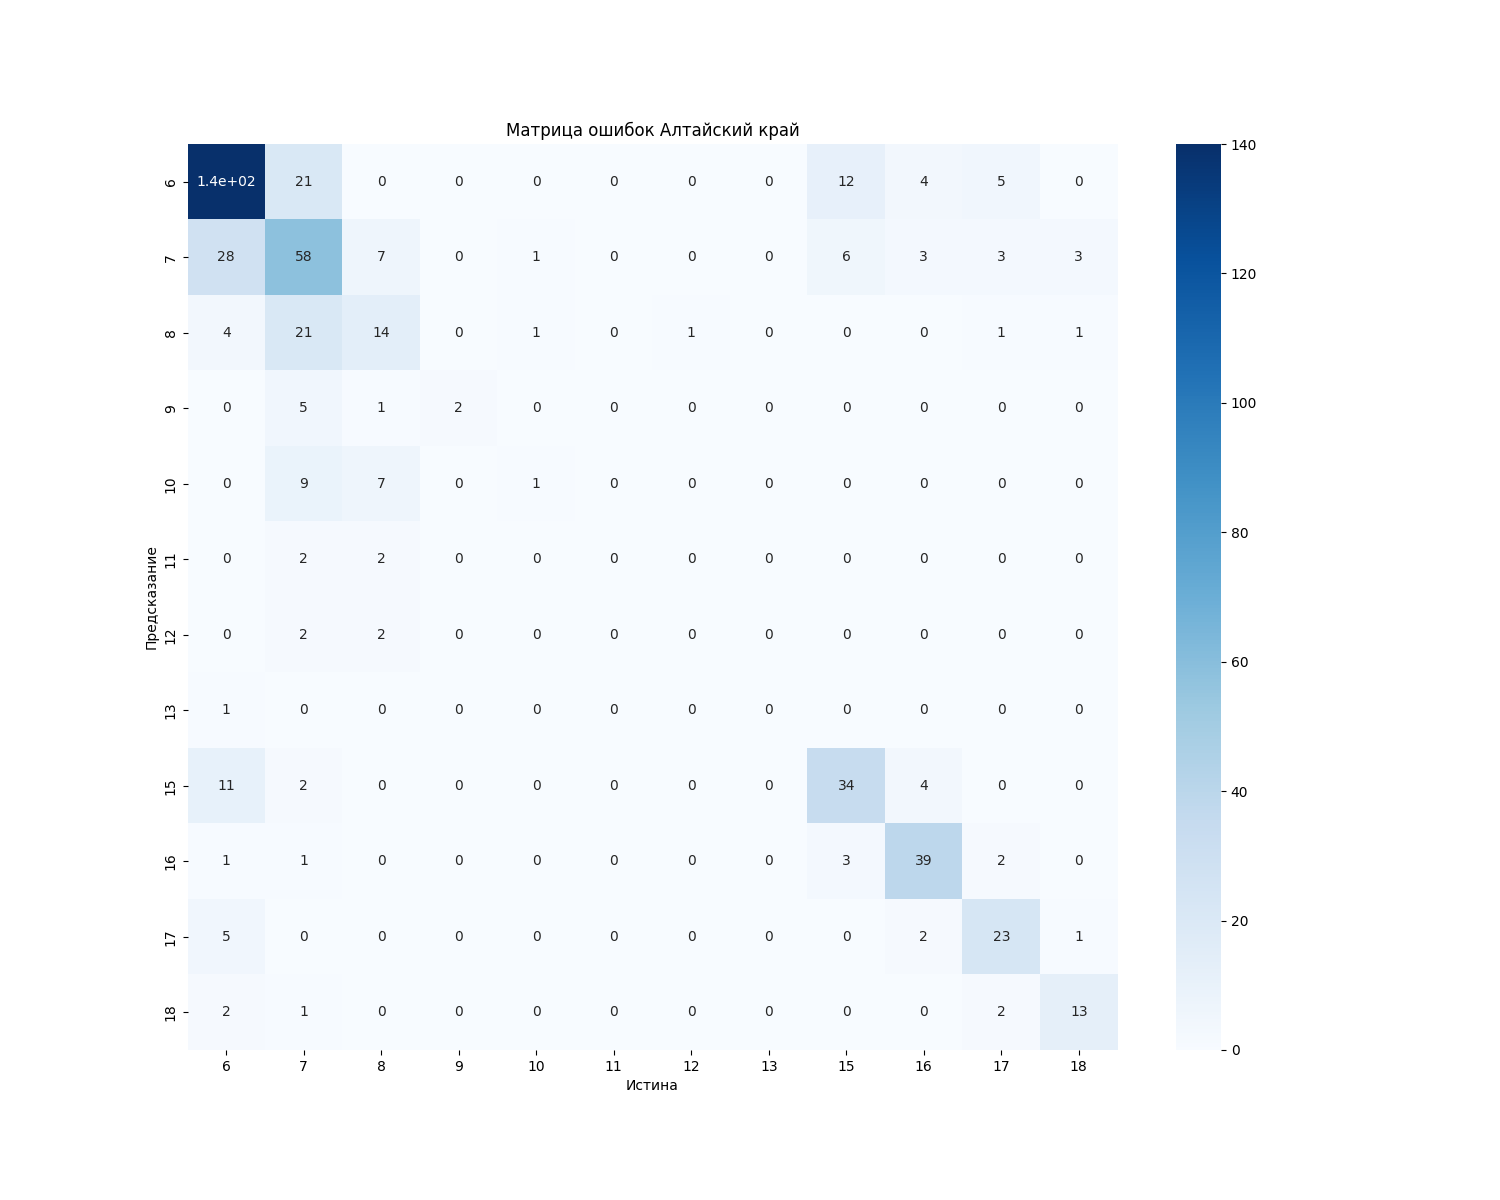 Матрица ошибок Алтайский край
6 1.4e+02 21 0 0 0 0 0 0 12 4 5 0
7 28 58 7 0 1 0 0 0 6 3 3 3
8 4 21 14 0 1 0 1 0 0 0 1 1
9 0 5 1 2 0 0 0 0 0 0 0 0
10 0 9 7 0 1 0 0 0 0 0 0 0
11 0 2 2 0 0 0 0 0 0 0 0 0
12 0 2 2 0 0 0 0 0 0 0 0 0
13 1 0 0 0 0 0 0 0 0 0 0 0
15 11 2 0 0 0 0 0 0 34 4 0 0
16 1 1 0 0 0 0 0 0 3 39 2 0
17 5 0 0 0 0 0 0 0 0 2 23 1
18 2 1 0 0 0 0 0 0 0 0 2 13
6 7 8 9 10 11 12 13 15 16 17 18
Истина
Предсказание
140
120
100
80
60
40
20
0